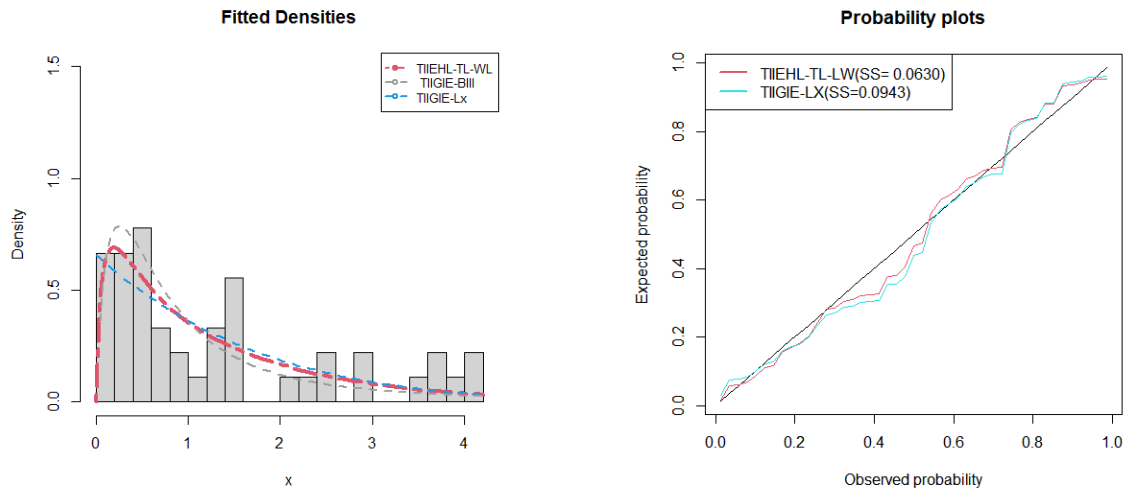 Fitted Densities
TIIEHL-TL-WL
TIIGIE-BIII
TIIGIE-Lx
Density
0.0
0.5
1.0
1.5
0
1
2
3
4
x
Probability plots
TIIEHL-TL-LW(SS= 0.0630)
TIIGIE-LX(SS=0.0943)
Expected probability
0.0
0.2
0.4
0.6
0.8
1.0
0.0
0.2
0.4
0.6
0.8
1.0
Observed probability